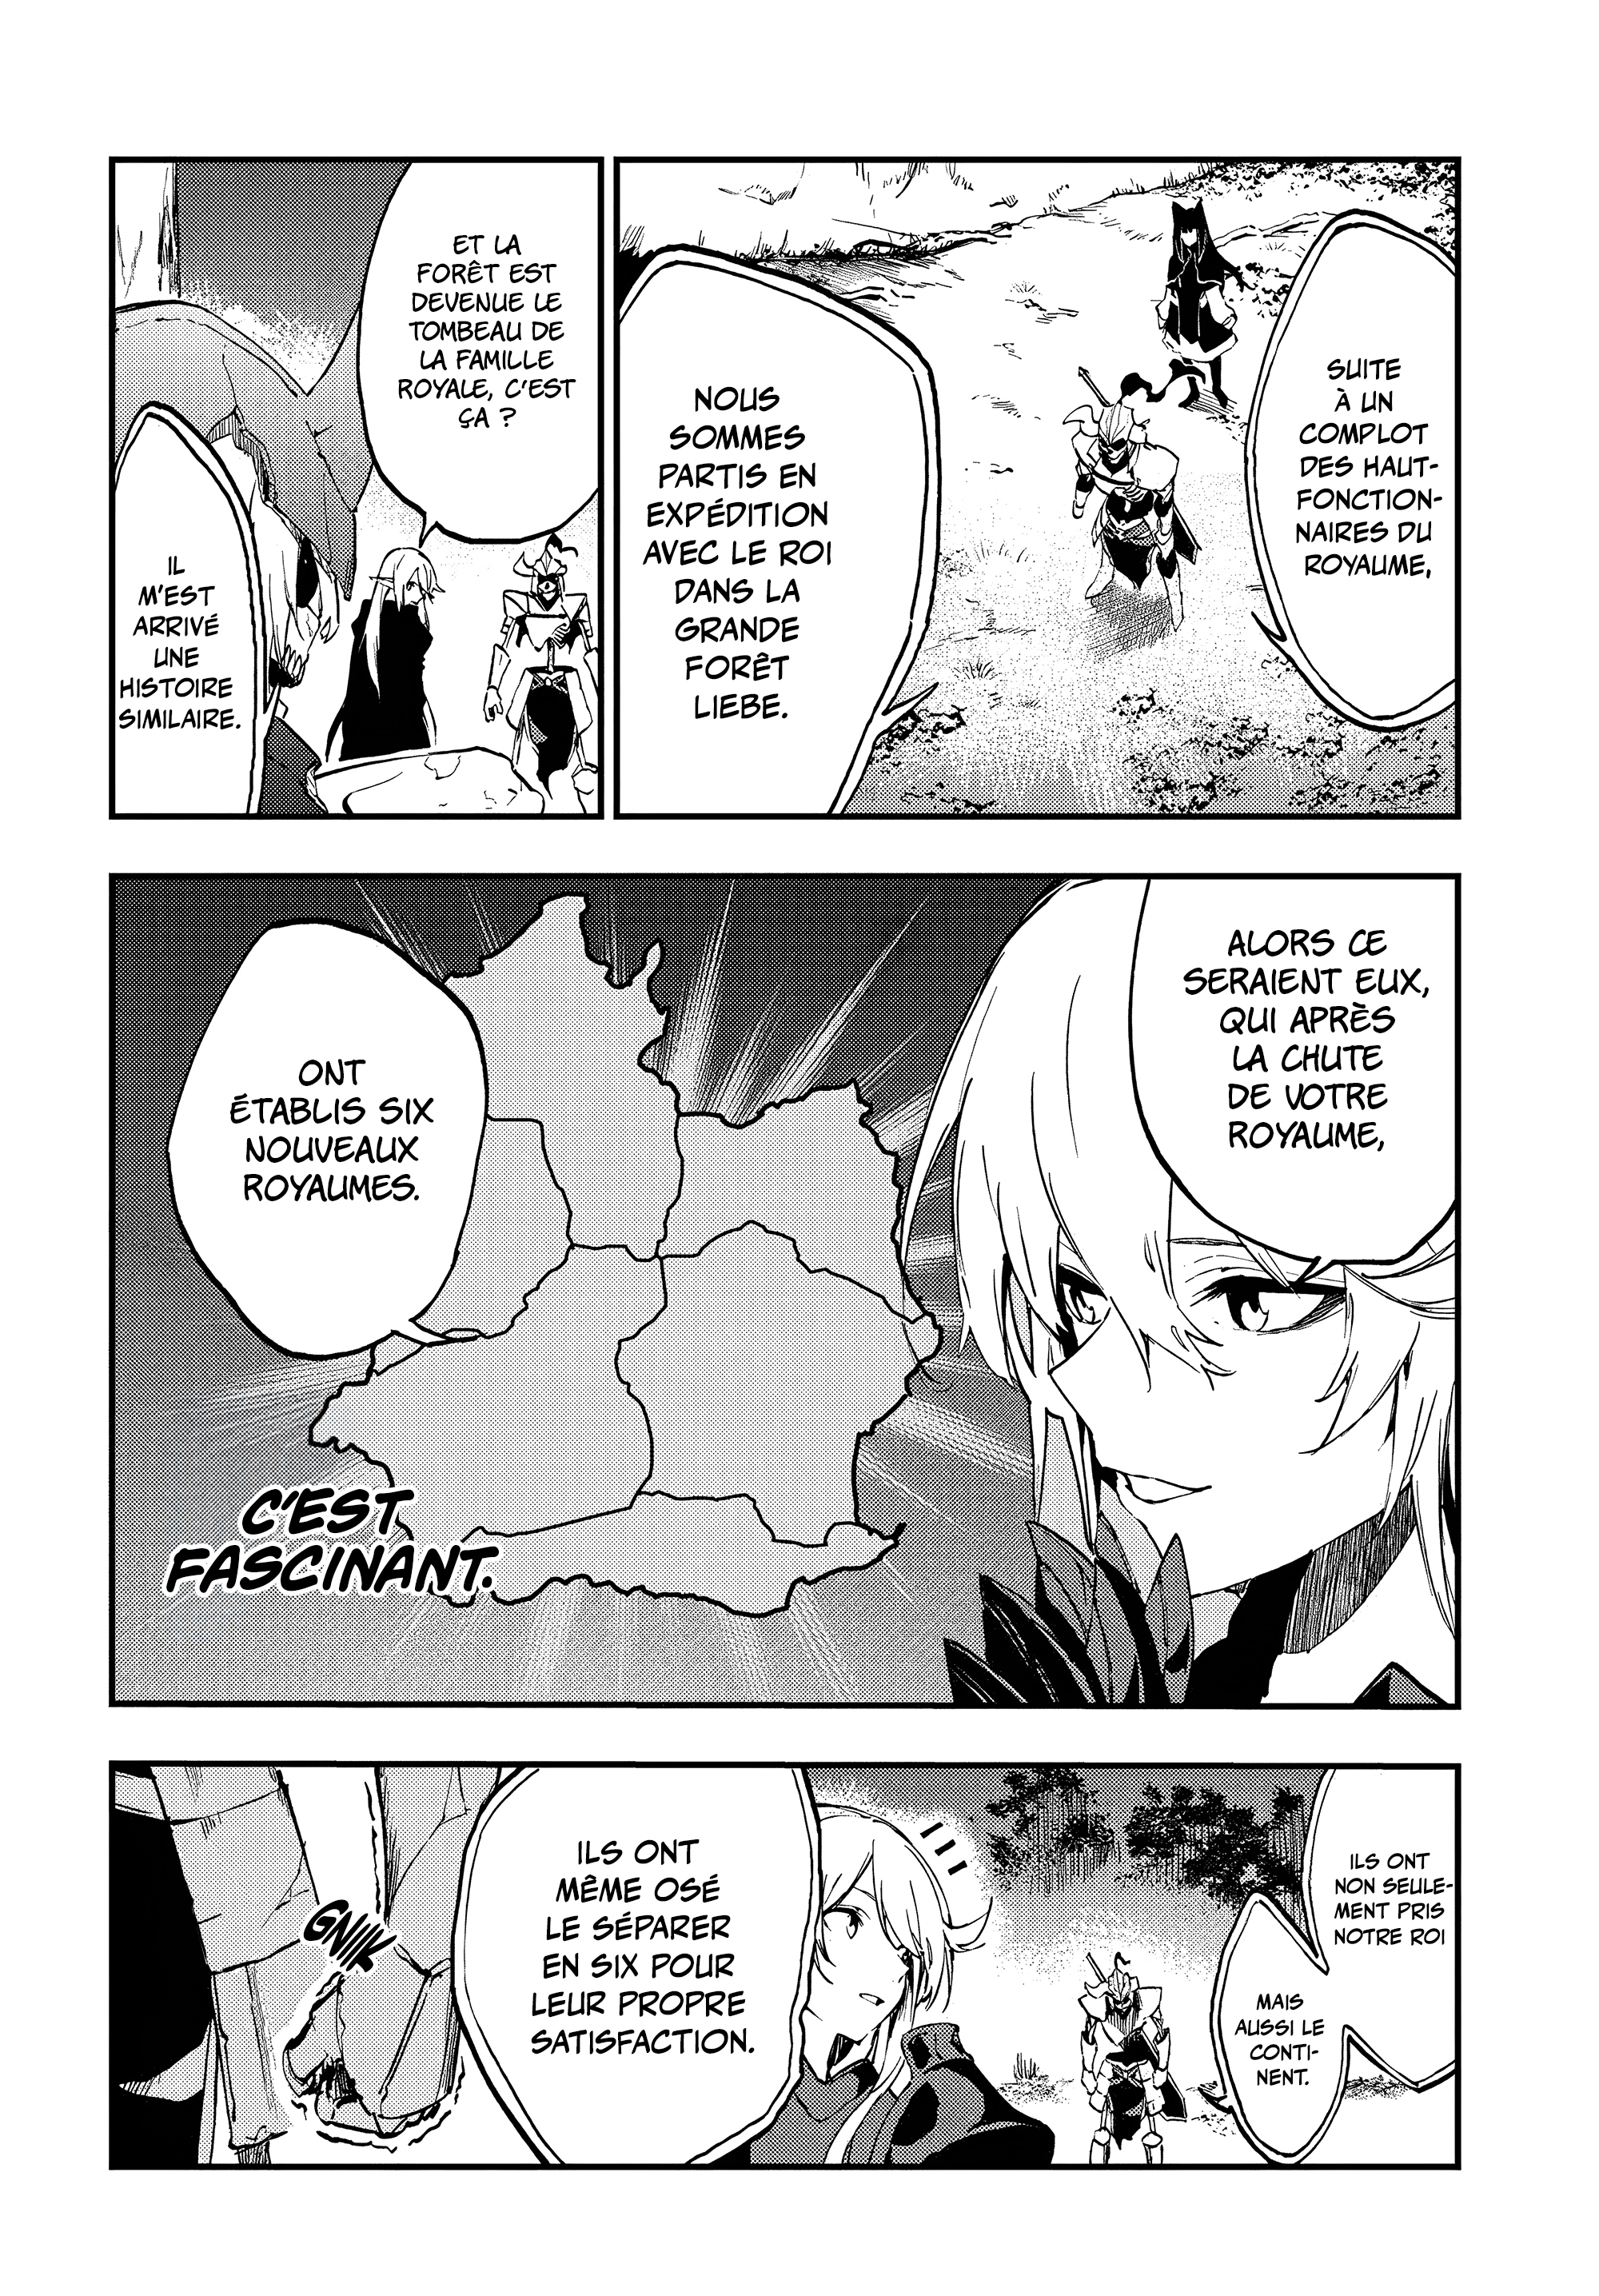 SUITE
À UN
COMPLOT
DES HAUT-
FONCTION-
NAIRES DU
ROYAUME,
NOUS
SOMMES
PARTIS EN
EXPÉDITION
AVEC LE ROI
DANS LA
GRANDE
FORÊT
LIEBE.
ET LA
FORÊT EST
DEVENUE LE
TOMBEAU DE
LA FAMILLE
ROYALE, C'EST
ÇA ?
IL
M'EST
ARRIVÉ
UNE
HISTOIRE
SIMILAIRE.
ALORS CE
SERAIENT EUX,
QUI APRÈS
LA CHUTE
DE VOTRE
ROYAUME,
ONT
ÉTABLIS SIX
NOUVEAUX
ROYAUMES.
C'EST
FASCINANT.
ILS ONT
NON SEULE-
MENT PRIS
NOTRE ROI
MAIS
AUSSI LE
CONTI-
NENT.
ILS ONT
MÊME OSÉ
LE SÉPARER
EN SIX POUR
LEUR PROPRE
SATISFACTION.
GNIIK